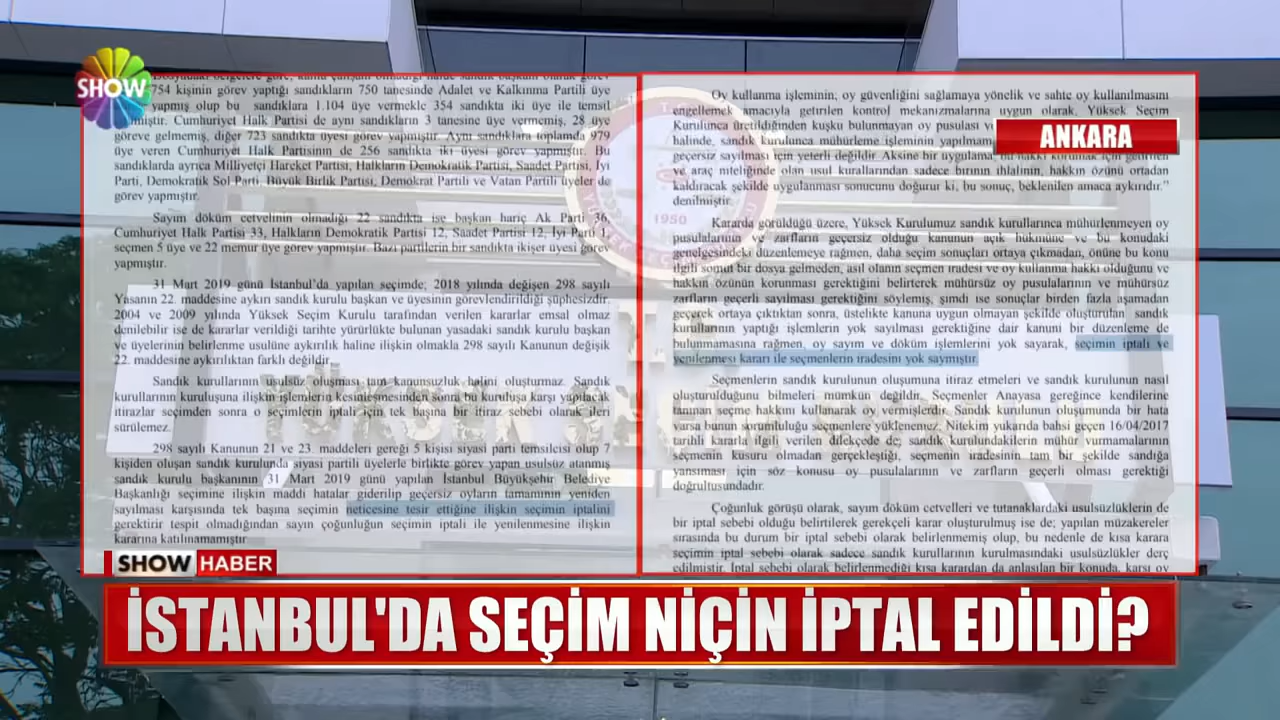 SHOW
Dosyadaki belgelere göre, kamu çalışanı olmadığı halde sandık başkanı olarak görev
754 kişinin görev yaptığı sandıkların 750 tanesinde Adalet ve Kalkınma Partili üye
yapmış olup bu sandıklara 1.104 üye vermekle 354 sandıkta iki üye ile temsil
Cumhuriyet Halk Partisi de aynı sandıkların 3 tanesine üye vermemiş, 28 üye
göreve gelmemiş, diğer 723 sandıkta üyesi görev yapmıştır. Aynı sandıklara toplamda 979
üye veren Cumhuriyet Halk Partisinin de 256 sandıkta iki üyesi görev yapmıştır. Bu
sandıklarda ayrıca Milliyetçi Hareket Partisi, Halkların Demokratik Partisi, Saadet Partisi, İyi
Parti, Demokratik Sol Parti, Büyük Birlik Partisi, Demokrat Partili ve Vatan Partili üyeler de
görev yapmıştır.
Sayım döküm cetvelinin olmadığı 22 sandıkta ise başkan hariç Ak Parti 36,
Cumhuriyet Halk Partisi 33, Halkların Demokratik Partisi 12, Saadet Partisi 12, İyi Parti 1,
seçmen 5 üye ve 22 memur üye görev yapmıştır. Bazı partilerin bir sandıkta ikişer üyesi görev
yapmıştır.
31 Mart 2019 günü İstanbul'da yapılan seçimde; 2018 yılında değişen 298 sayılı
Yasanın 22. maddesine aykırı sandık kurulu başkan ve üyesinin görevlendirildiği şüphesizdir.
2004 ve 2009 yılında Yüksek Seçim Kurulu tarafından verilen kararlar emsal olmaz
denilebilir ise de kararlar verildiği tarihte yürürlükte bulunan yasadaki sandık kurulu başkan
ve üyelerinin belirlenme usulüne aykırılık haline ilişkin olmakla 298 sayılı Kanunun değişik
22. maddesine aykırılıktan farklı değildir.
Sandık kurullarının usulsüz oluşması tam kanunsuzluk halini oluşturmaz. Sandık
kurullarının kuruluşuna ilişkin işlemlerin kesinleşmesinden sonra bu kuruluşa karşı yapılacak
itirazlar seçimden sonra o seçimlerin iptali için tek başına bir itiraz sebebi olarak ileri
sürülemez.
298 sayılı Kanunun 21 ve 23. maddeleri gereği 5 kişisi siyasi parti temsilcisi olup 7
kişiden oluşan sandık kurulunda siyasi partili üyelerle birlikte görev yapan usulsüz atanmış
sandık kurulu başkanının 31 Mart 2019 günü yapılan İstanbul Büyükşehir Belediye
Başkanlığı seçimine ilişkin maddi hatalar giderilip geçersiz oyların tamamının yeniden
sayılması karşısında tek başına seçimin neticesine tesir ettiğine ilişkin seçimin iptalini
gerektirir tespit olmadığından sayın çoğunluğun seçimin iptali ile yenilenmesine ilişkin
kararına katılmamamıştır
Oy kullanma işleminin, oy güvenliğini sağlamaya yönelik ve sahte oy kullanılmasını
engellemek amacıyla getirilen kontrol mekanizmalarına uygun olarak, Yüksek Seçim
Kurulunca üretildiğinden kuşku bulunmayan oy pusulası
halinde, sandık kurulunca mühürleme işleminin yapılmam
geçersiz sayılması için yeterli değildir. Aksine bir uygulama, bu hakkı korumak için getirilen
ve araç niteliğinde olan usul kurallarından sadece birinin ihlalinin, hakkın özünü ortadan
kaldıracak şekilde uygulaması sonucunu doğurur ki, bu sonuç, beklenilen amaca aykırıdır."
denilmiştir.
Kararda görüldüğü üzere, Yüksek Kurulumuz sandık kurullarınca mühürlenmeyen oy
pusulalarının ve zarfların geçersiz olduğu kanunun açık hükmüne ve bu konudaki
genelgesindeki düzenlemeye rağmen, daha seçim sonuçları ortaya çıkmadan, önüne bu konu
ilgili somut bir dosya gelmeden, asıl olanın seçmen iradesi ve oy kullanma hakkı olduğunu ve
hakkın özünün korunması gerektiğini belirterek mühürsüz oy pusulalarının ve mühürsüz
zarfların geçerli sayılması gerektiğini söylemiş, şimdi ise sonuçlar birden fazla aşamadan
geçerek ortaya çıktıktan sonra, üstelikte kanuna uygun olmayan şekilde oluşturulan sandık
kurullarının yaptığı işlemlerin yok sayılması gerektiğine dair kanuni bir düzenleme de
bulunmamasına rağmen, oy sayım ve döküm işlemlerini yok sayarak, seçimin iptali ve
yenilenmesi kararı ile seçmenlerin iradesini yok saymıştır.
Seçmenlerin sandık kurulunun oluşumuna itiraz etmeleri ve sandık kurulunun nasıl
oluşturulduğunu bilmeleri mümkün değildir. Seçmenler Anayasa gereğince kendilerine
tanınan seçme hakkını kullanarak oy vermişlerdir. Sandık kurulunun oluşumunda bir hata
varsa bunun sorumluluğu seçmenlere yüklenemez. Nitekim yukarıda bahsi geçen 16/04/2017
tarihli kararla ilgili verilen dilekçede de, sandık kurulundakilerin mühür vurmamalarının
seçmenin kusuru olmadan gerçekleştiği, seçmenin iradesinin tam bir şekilde sandığa
yansıması için söz konusu oy pusulalarının ve zarfların geçerli olması gerektiği
doğrultusundadır.
Çoğunluk görüşü olarak, sayım döküm cetvelleri ve tutanaklardaki usulsüzlüklerin de
bir iptal sebebi olduğu belirtilerek gerekçeli karar oluşturulmuş ise de; yapılan müzakereler
sırasında bu durum bir iptal sebebi olarak belirlenmemiş olup, bu nedenle de kısa karara
seçimin iptal sebebi olarak sadece sandık kurullarının kurulmasındaki usulsüzlükler derç
edilmiştir. İptal sebebi olarak belirlenmediği kısa karardan da anlaşılan bir konuda, karşı oy
ANKARA
1950
YÜKSEK SEÇİM KURULU
SHOW HABER
İSTANBUL'DA SEÇİM NİÇİN İPTAL EDİLDİ?